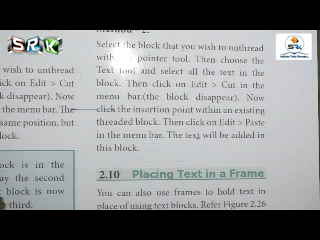 SRK
SRK
Method - 2:
Select the block that you wish to unthread
with the pointer tool. Then choose the
Text tool and select all the text in the
block. Then click on Edit > Cut in the
menu bar.(the block disappear). Now
click the insertion point within an existing
threaded block. Then click on Edit > Paste
in the menu bar. The text will be added in
this block.
2.10 Placing Text in a Frame
You can also use frames to hold text in
place of using text blocks. Refer Figure 2.26
wish to unthread
ick on Edit > Cut
k disappear). Now
the menu bar. The
same position, but
lock.
ock is in the
ay the second
block is now
third.